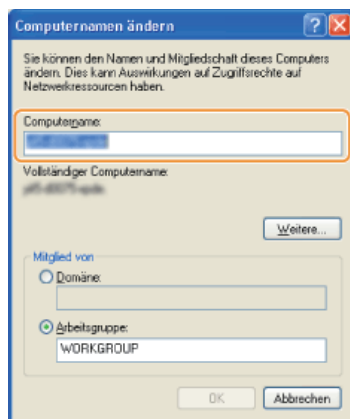 Computernamen ändern
Sie können den Namen und Mitgliedschaft dieses Computers
ändern. Dies kann Auswirkungen auf Zugriffsrechte auf
Netzwerkressourcen haben.
Computername:
Vollständiger Computername:
Weitere...
Mitglied von
Domäne:
Arbeitsgruppe:
WORKGROUP
OK
Abbrechen